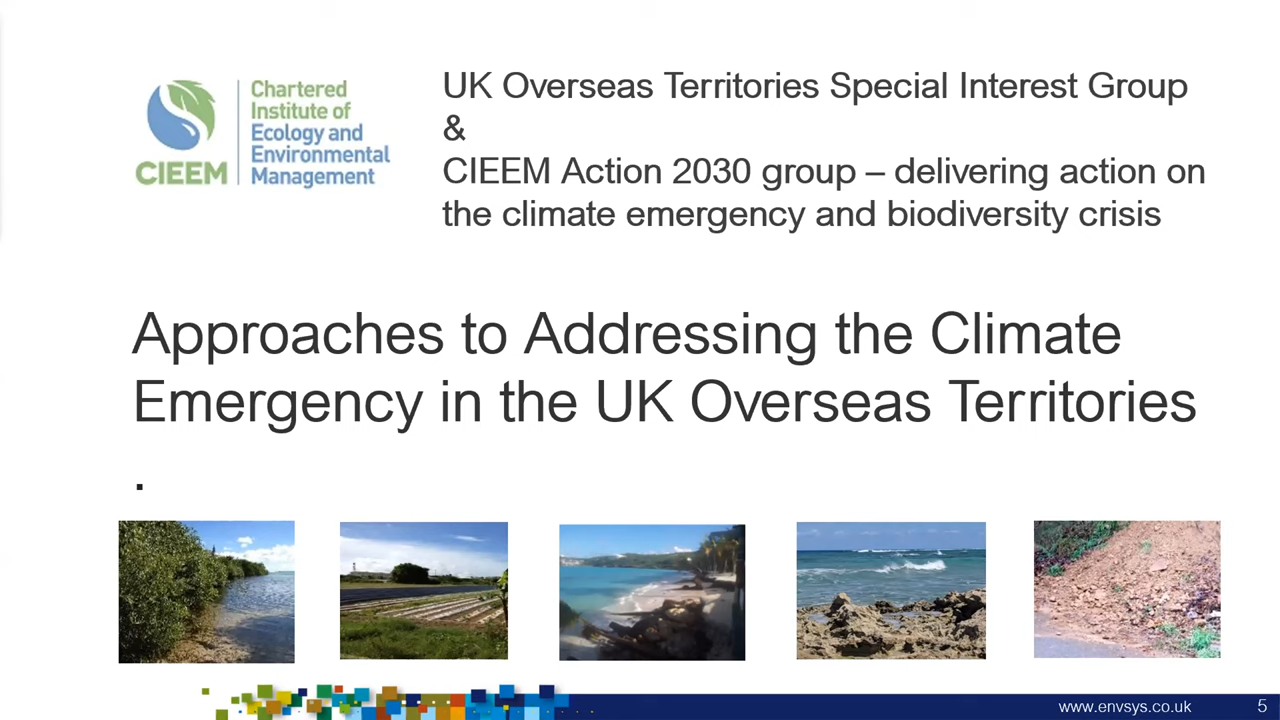 CIEEM
Chartered
Institute of
Ecology and
Environmental
Management
UK Overseas Territories Special Interest Group
&
CIEEM Action 2030 group – delivering action on
the climate emergency and biodiversity crisis
Approaches to Addressing the Climate
Emergency in the UK Overseas Territories
.
www.envsys.co.uk
5